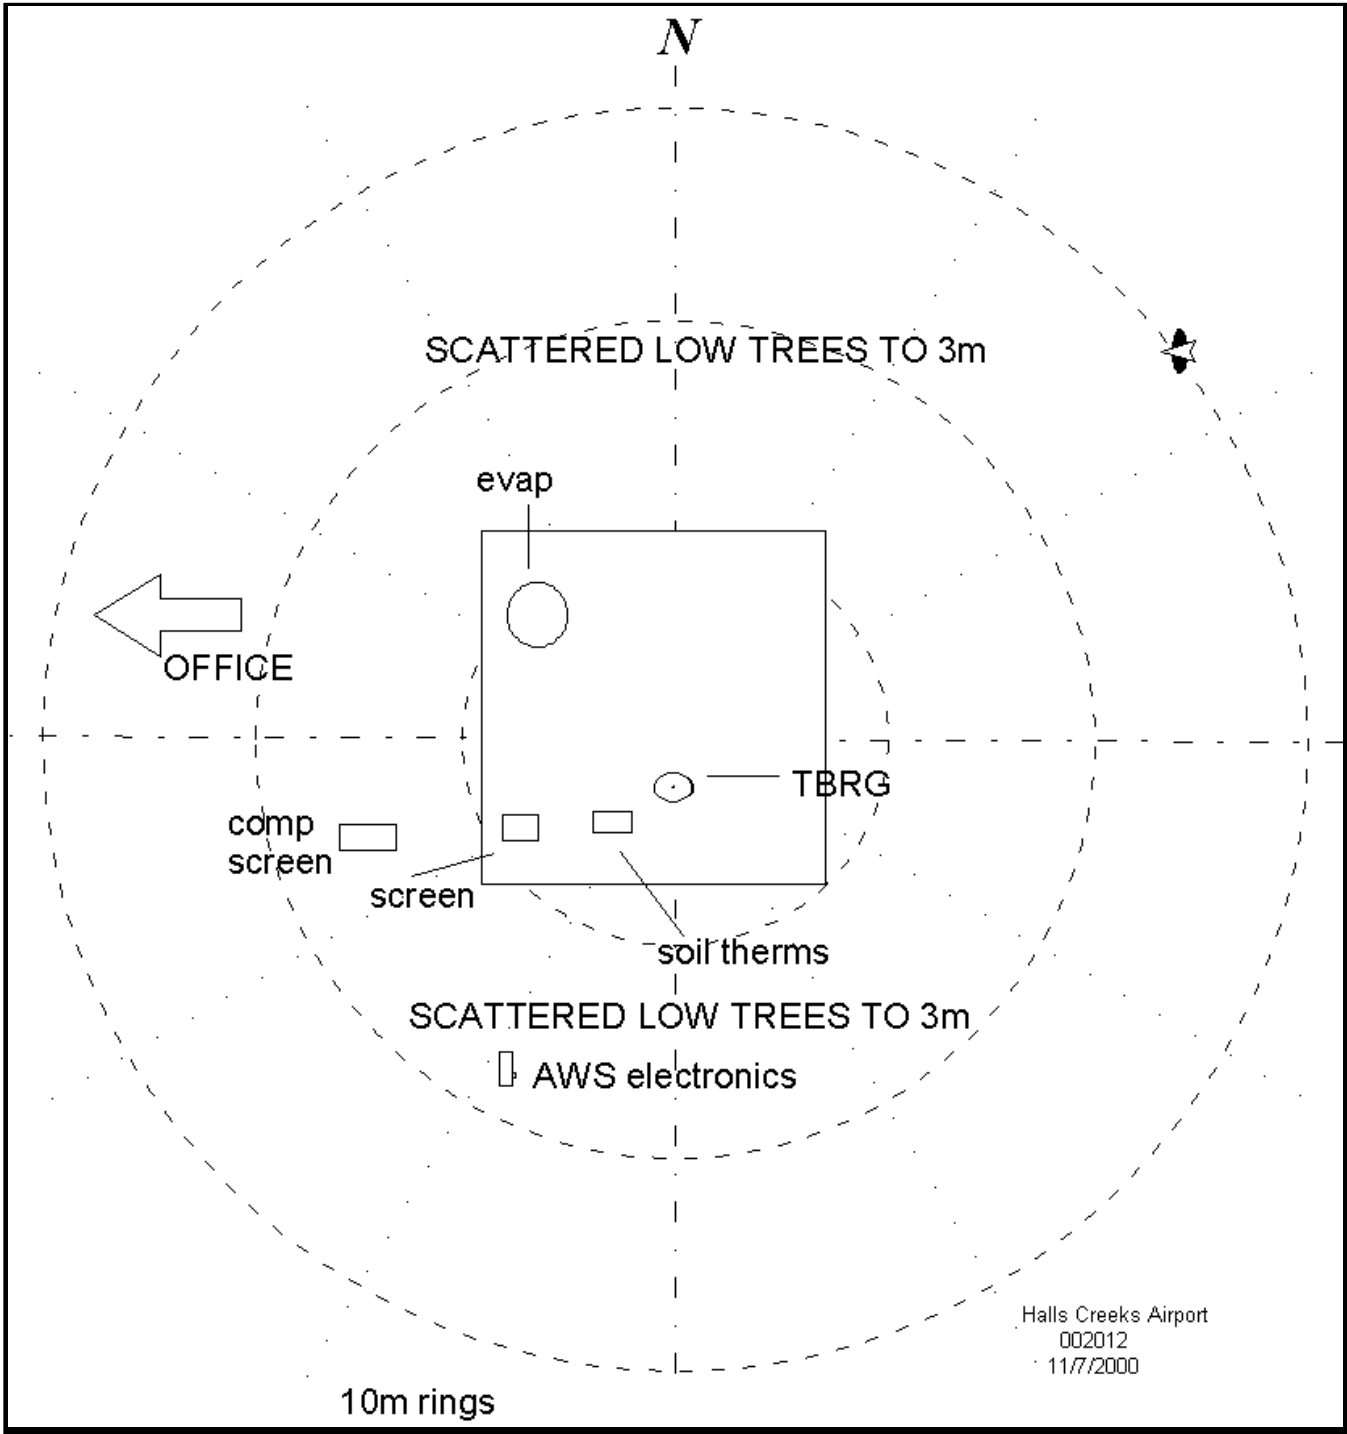 N
SCATTERED LOW TREES TO 3m
evap
OFFICE
TBRG
comp
screen
screen
soil therms
SCATTERED LOW TREES TO 3m
AWS electronics
Halls Creeks Airport
002012
11/7/2000
10m rings